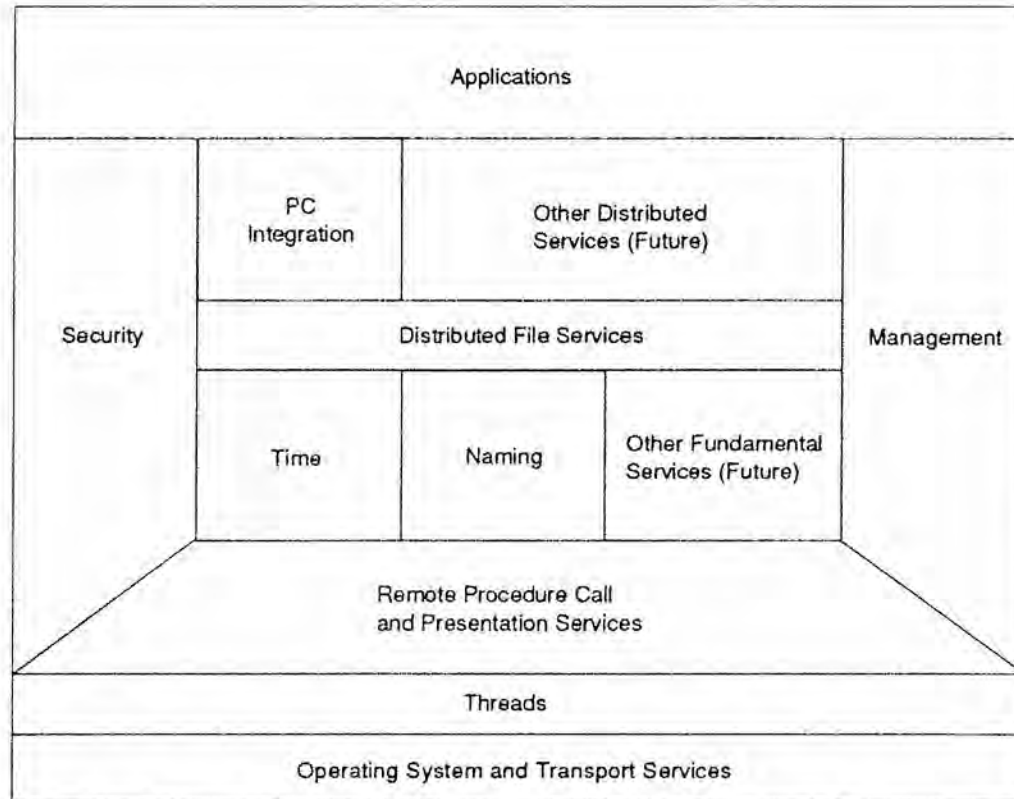 Applications
PC
Integration
Other Distributed
Services (Future)
Security
Distributed File Services
Management
Time
Naming
Other Fundamental
Services (Future)
Remote Procedure Call
and Presentation Services
Threads
Operating System and Transport Services